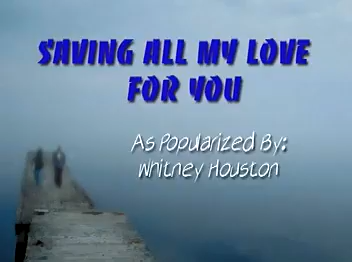 SAVING ALL MY LOVE
FOR YOU
As Popularized By:
Whitney Houston